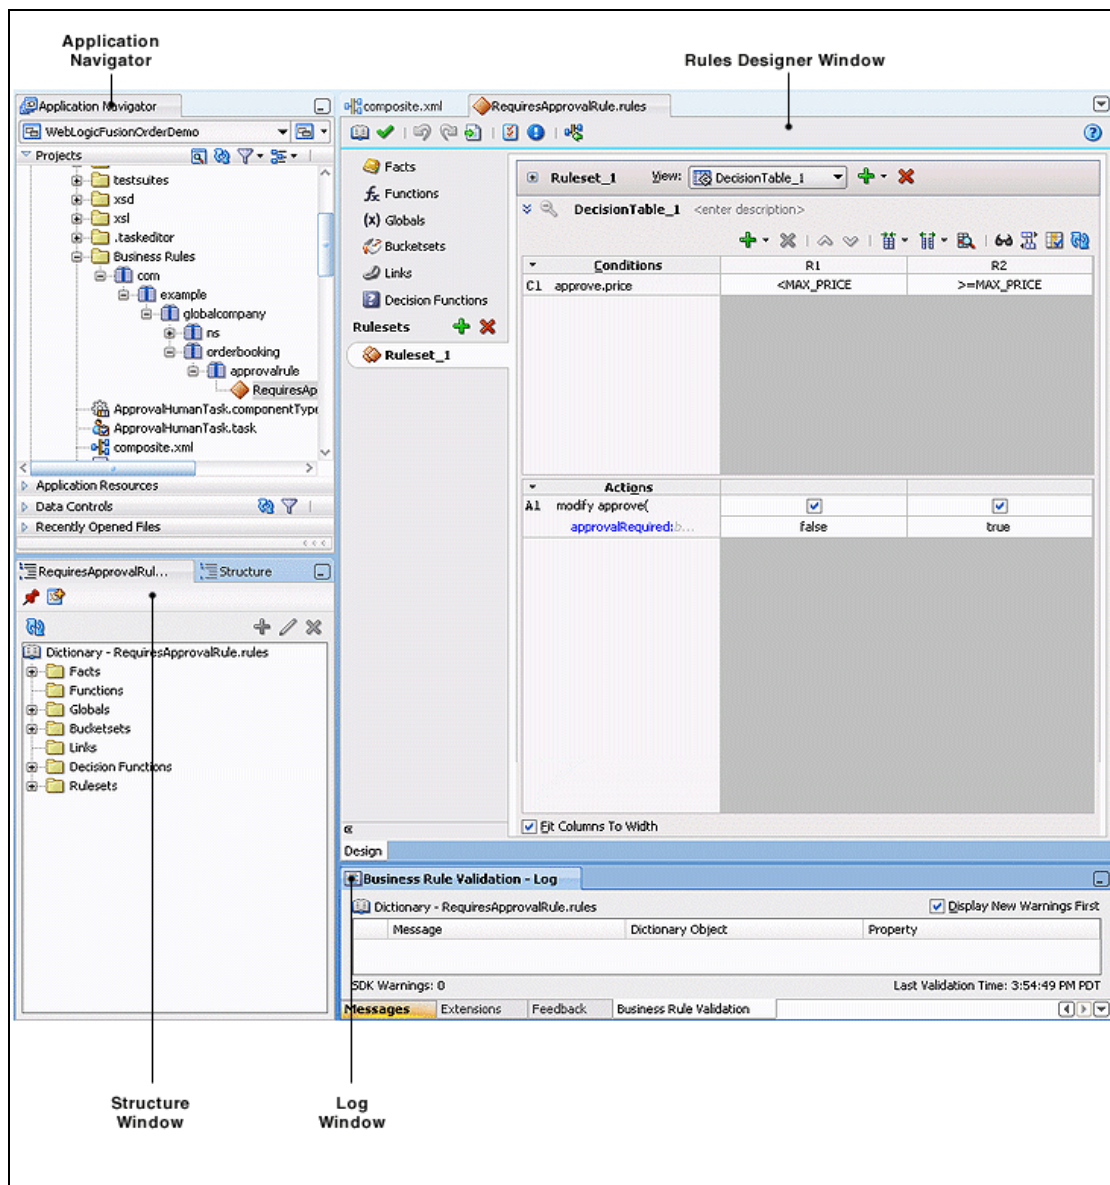 Application
Navigator
Rules Designer Window
Application Navigator
WebLogicFusionOrderDemo
Projects
testsuites
xsd
xsl
.taskeditor
Business Rules
com
example
globalcompany
ns
orderbooking
approvalrule
RequiresAp
ApprovalHumanTask.componentType
ApprovalHumanTask.task
composite.xml
Application Resources
Data Controls
Recently Opened Files
RequiresApprovalRul... Structure
Dictionary - RequiresApprovalRule.rules
Facts
Functions
Globals
Bucketsets
Links
Decision Functions
Rulesets
composite.xml RequiresApprovalRule.rules
Facts
Functions
Globals
Bucketsets
Links
Decision Functions
Rulesets
Ruleset_1
Ruleset_1 View: DecisionTable_1
DecisionTable_1 <enter description>
Conditions R1 R2
C1 approve.price <MAX_PRICE >=MAX_PRICE
Actions
A1 modify approve(
approvalRequired:b... false true
Fit Columns To Width
Design
Business Rule Validation - Log
Dictionary - RequiresApprovalRule.rules Display New Warnings First
Message Dictionary Object Property
SDK Warnings: 0 Last Validation Time: 3:54:49 PM PDT
Messages Extensions Feedback Business Rule Validation
Structure
Window
Log
Window